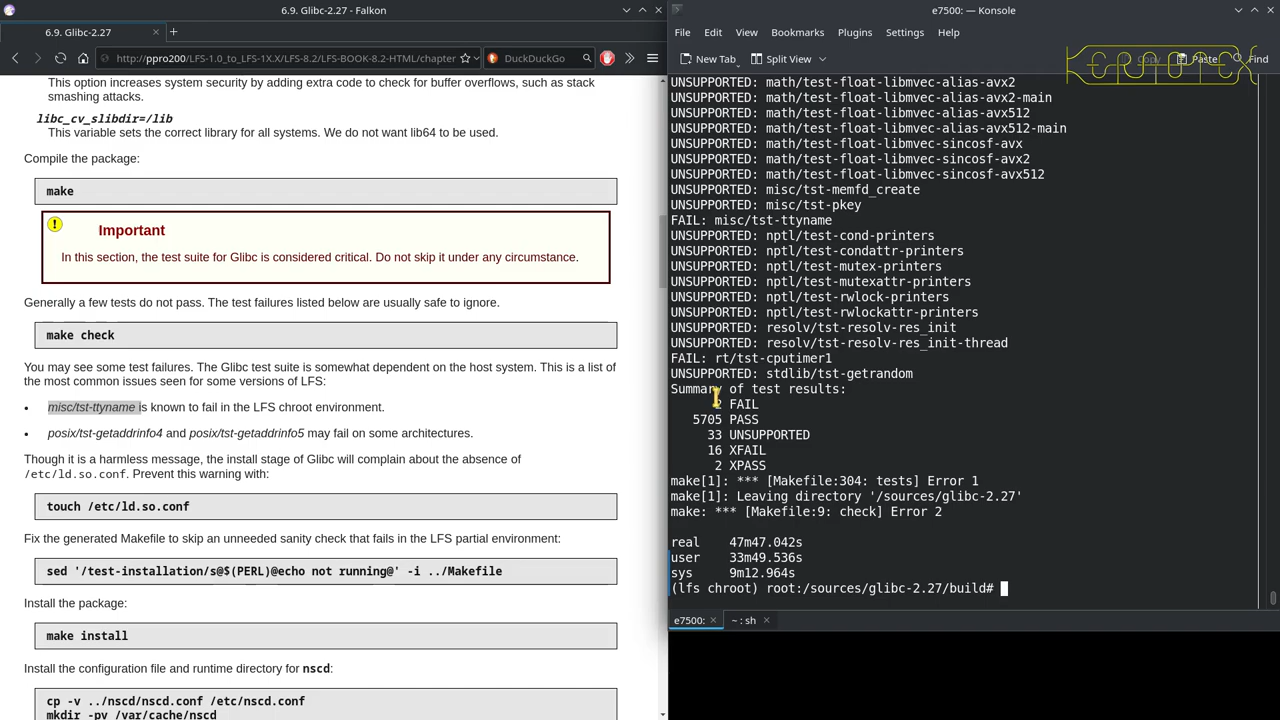 6.9. Glibc-2.27 - Falkon
6.9. Glibc-2.27
http://ppro200/LFS-1.0_to_LFS-1X.X/LFS-8.2/LFS-BOOK-8.2-HTML/chapter
DuckDuckGo
This option increases system security by adding extra code to check for buffer overflows, such as stack
smashing attacks.
libc_cv_slibdir=/lib
This variable sets the correct library for all systems. We do not want lib64 to be used.
Compile the package:
make
Important
In this section, the test suite for Glibc is considered critical. Do not skip it under any circumstance.
Generally a few tests do not pass. The test failures listed below are usually safe to ignore.
make check
You may see some test failures. The Glibc test suite is somewhat dependent on the host system. This is a list of
the most common issues seen for some versions of LFS:
• misc/tst-ttyname is known to fail in the LFS chroot environment.
• posix/tst-getaddrinfo4 and posix/tst-getaddrinfo5 may fail on some architectures.
Though it is a harmless message, the install stage of Glibc will complain about the absence of
/etc/ld.so.conf. Prevent this warning with:
touch /etc/ld.so.conf
Fix the generated Makefile to skip an unneeded sanity check that fails in the LFS partial environment:
sed '/test-installation/s@$(PERL)@echo not running@' -i ../Makefile
Install the package:
make install
Install the configuration file and runtime directory for nscd:
cp -v ../nscd/nscd.conf /etc/nscd.conf
mkdir -pv /var/cache/nscd
e7500: — Konsole
File Edit View Bookmarks Plugins Settings Help
New Tab Split View Copy Paste Find
UNSUPPORTED: math/test-float-libmvec-alias-avx2
UNSUPPORTED: math/test-float-libmvec-alias-avx2-main
UNSUPPORTED: math/test-float-libmvec-alias-avx512
UNSUPPORTED: math/test-float-libmvec-alias-avx512-main
UNSUPPORTED: math/test-float-libmvec-sincosf-avx
UNSUPPORTED: math/test-float-libmvec-sincosf-avx2
UNSUPPORTED: math/test-float-libmvec-sincosf-avx512
UNSUPPORTED: misc/tst-memfd_create
UNSUPPORTED: misc/tst-pkey
FAIL: misc/tst-ttyname
UNSUPPORTED: nptl/test-cond-printers
UNSUPPORTED: nptl/test-condattr-printers
UNSUPPORTED: nptl/test-mutex-printers
UNSUPPORTED: nptl/test-mutexattr-printers
UNSUPPORTED: nptl/test-rwlock-printers
UNSUPPORTED: nptl/test-rwlockattr-printers
UNSUPPORTED: resolv/tst-resolv-res_init
UNSUPPORTED: resolv/tst-resolv-res_init-thread
FAIL: rt/tst-cputimer1
UNSUPPORTED: stdlib/tst-getrandom
Summary of test results:
2 FAIL
5705 PASS
33 UNSUPPORTED
16 XFAIL
2 XPASS
make[1]: *** [Makefile:304: tests] Error 1
make[1]: Leaving directory '/sources/glibc-2.27'
make: *** [Makefile:9: check] Error 2
real 47m47.042s
user 33m49.536s
sys 9m12.964s
(lfs chroot) root:/sources/glibc-2.27/build#
e7500: ~ : sh